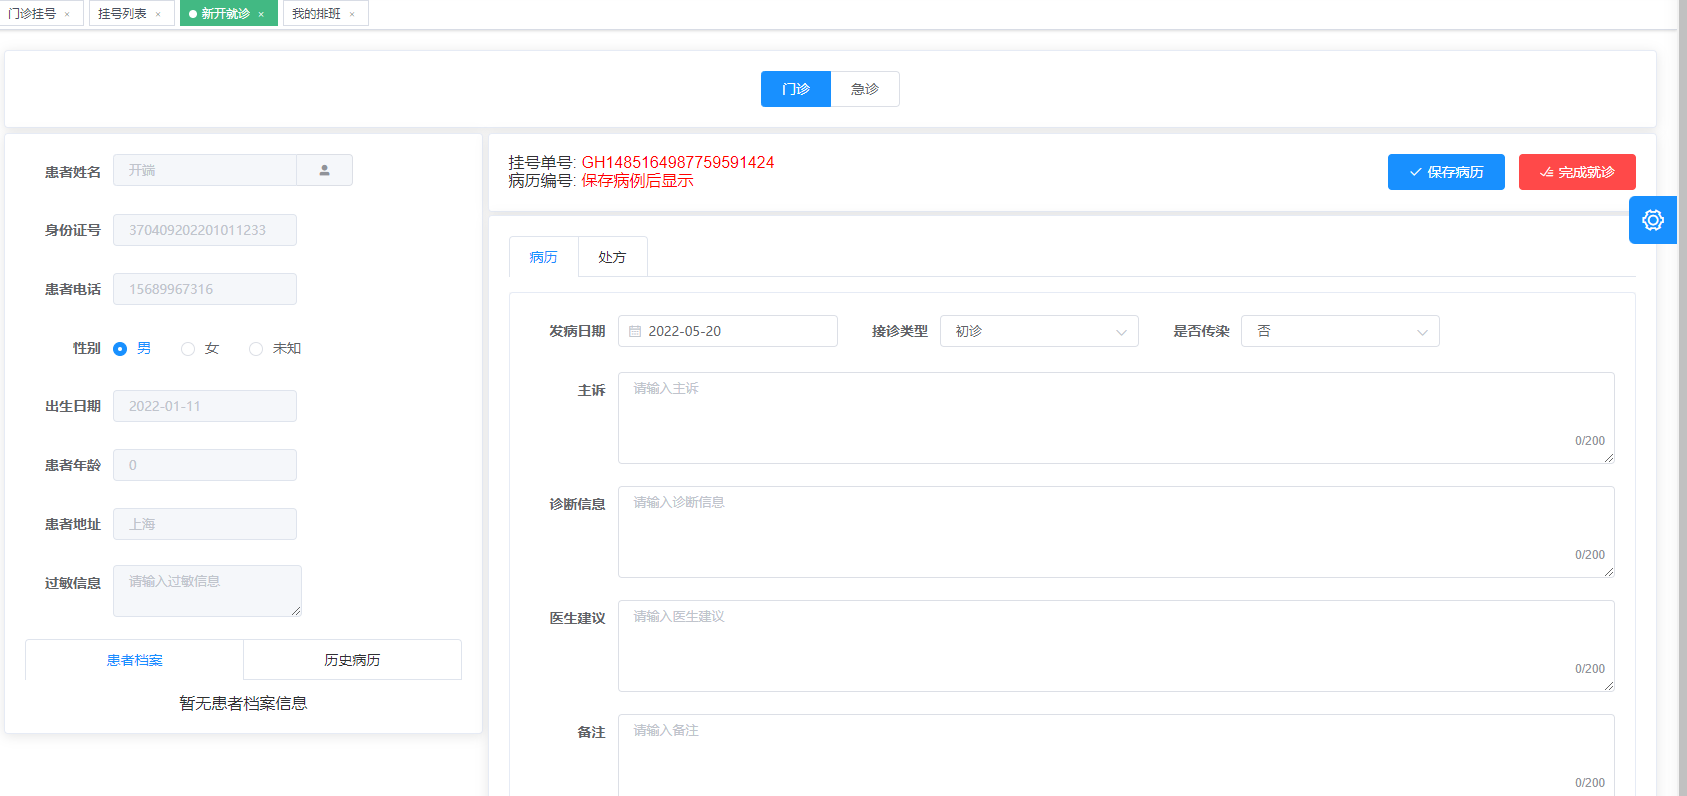 门诊挂号 × 挂号列表 × 新开就诊 × 我的排班 ×
门诊 急诊
患者姓名 开端
身份证号 370409202201011233
患者电话 15689967316
性别 男 女 未知
出生日期 2022-01-11
患者年龄 0
患者地址 上海
过敏信息 请输入过敏信息
患者档案 历史病历
暂无患者档案信息
挂号单号: GH1485164987759591424
病历编号: 保存病例后显示
保存病历 完成就诊
病历 处方
发病日期 2022-05-20 接诊类型 初诊 是否传染 否
主诉 请输入主诉
0/200
诊断信息 请输入诊断信息
0/200
医生建议 请输入医生建议
0/200
备注 请输入备注
0/200